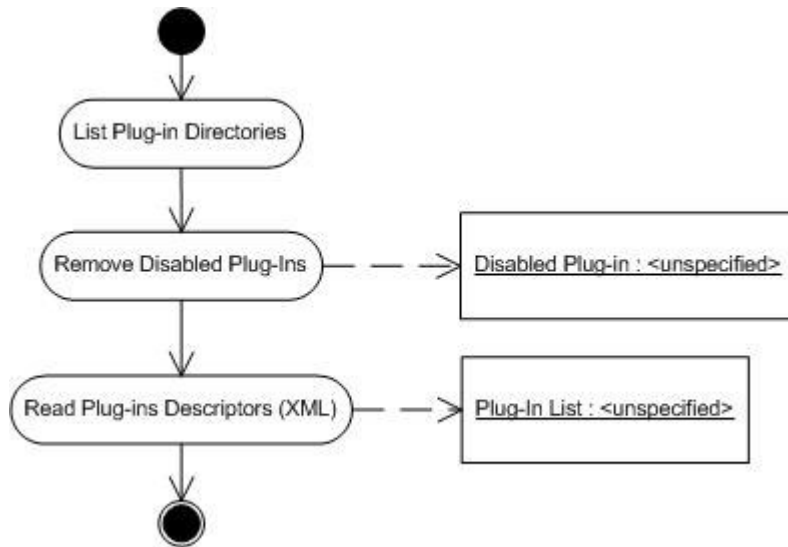 List Plug-in Directories
Remove Disabled Plug-Ins
Disabled Plug-in : <unspecified>
Read Plug-ins Descriptors (XML)
Plug-In List : <unspecified>